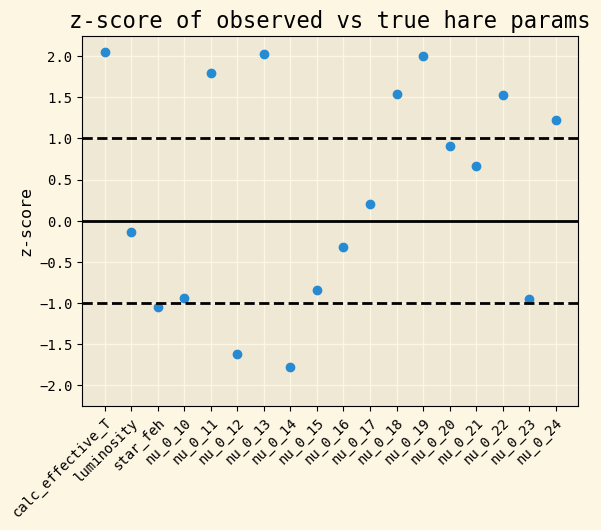 z-score of observed vs true hare params
z-score
2.0
1.5
1.0
0.5
0.0
−0.5
−1.0
−1.5
−2.0
calc_effective_T
luminosity
star_feh
nu_0_10
nu_0_11
nu_0_12
nu_0_13
nu_0_14
nu_0_15
nu_0_16
nu_0_17
nu_0_18
nu_0_19
nu_0_20
nu_0_21
nu_0_22
nu_0_23
nu_0_24